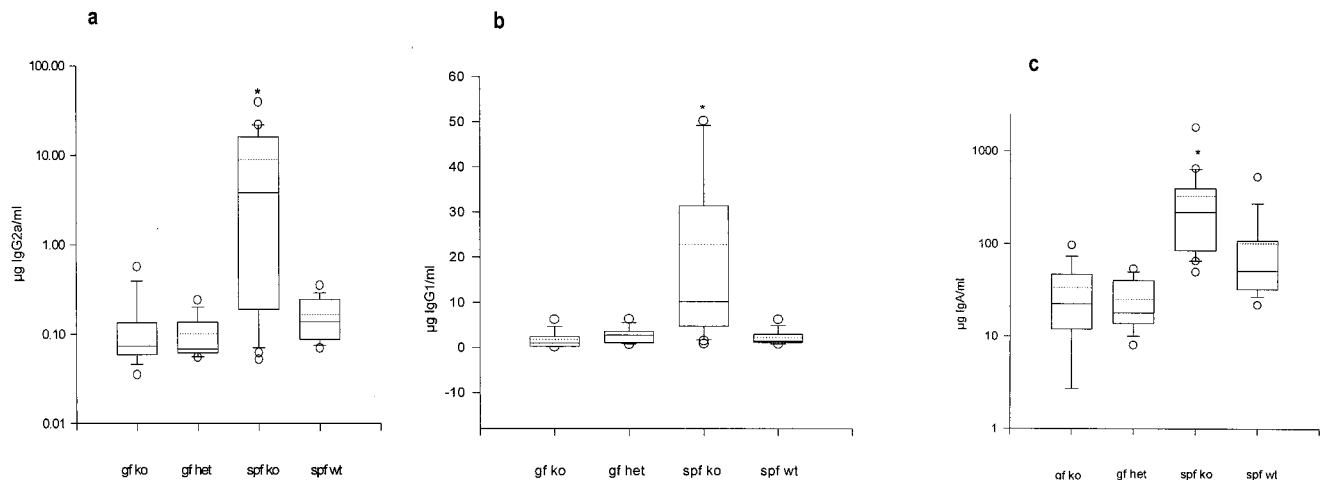 a
b
c
100.00
10.00
1.00
0.10
0.01
µg IgG2a/ml
*
gf ko gf het spf ko spf wt
60
50
40
30
20
10
0
-10
µg IgG1/ml
*
gf ko gf het spf ko spf wt
1000
100
10
1
µg IgA/ml
*
gf ko gf het spf ko spf wt